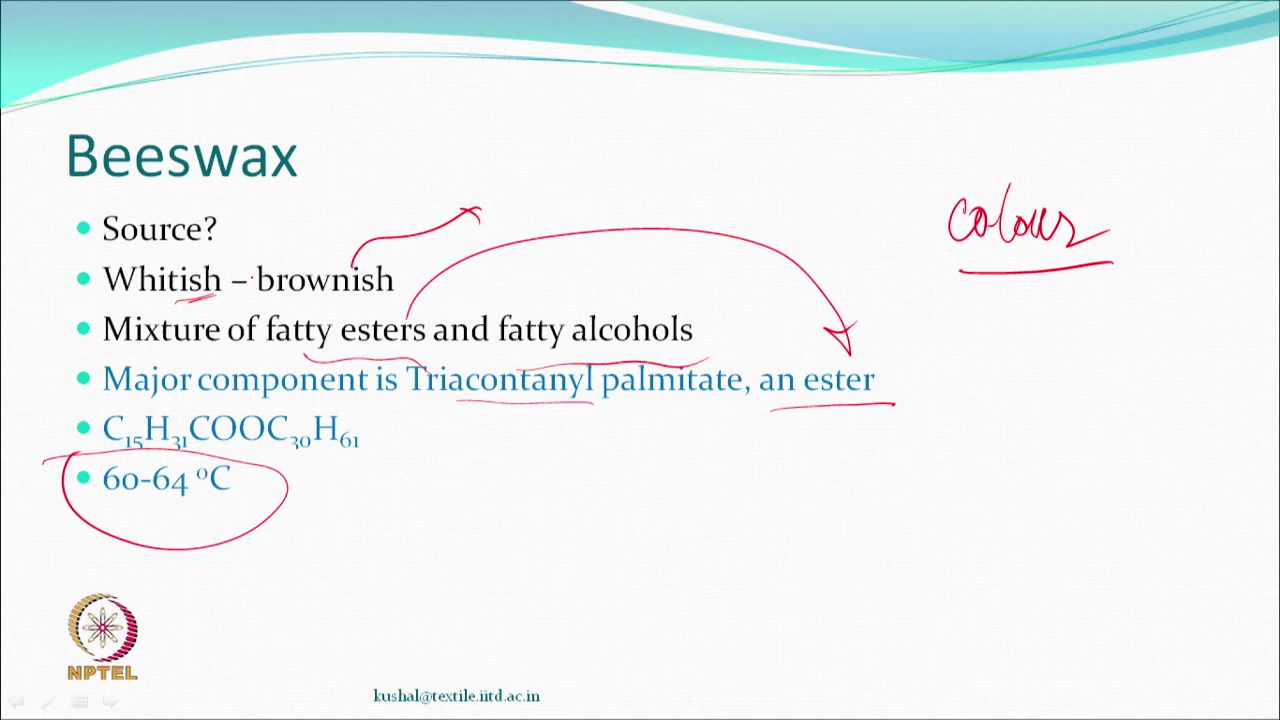 Beeswax
Source?
colour
Whitish – brownish
Mixture of fatty esters and fatty alcohols
Major component is Triacontanyl palmitate, an ester
C₁₅H₃₁COOC₃₀H₆₁
60-64 ⁰C
NPTEL
kushal@textile.iitd.ac.in